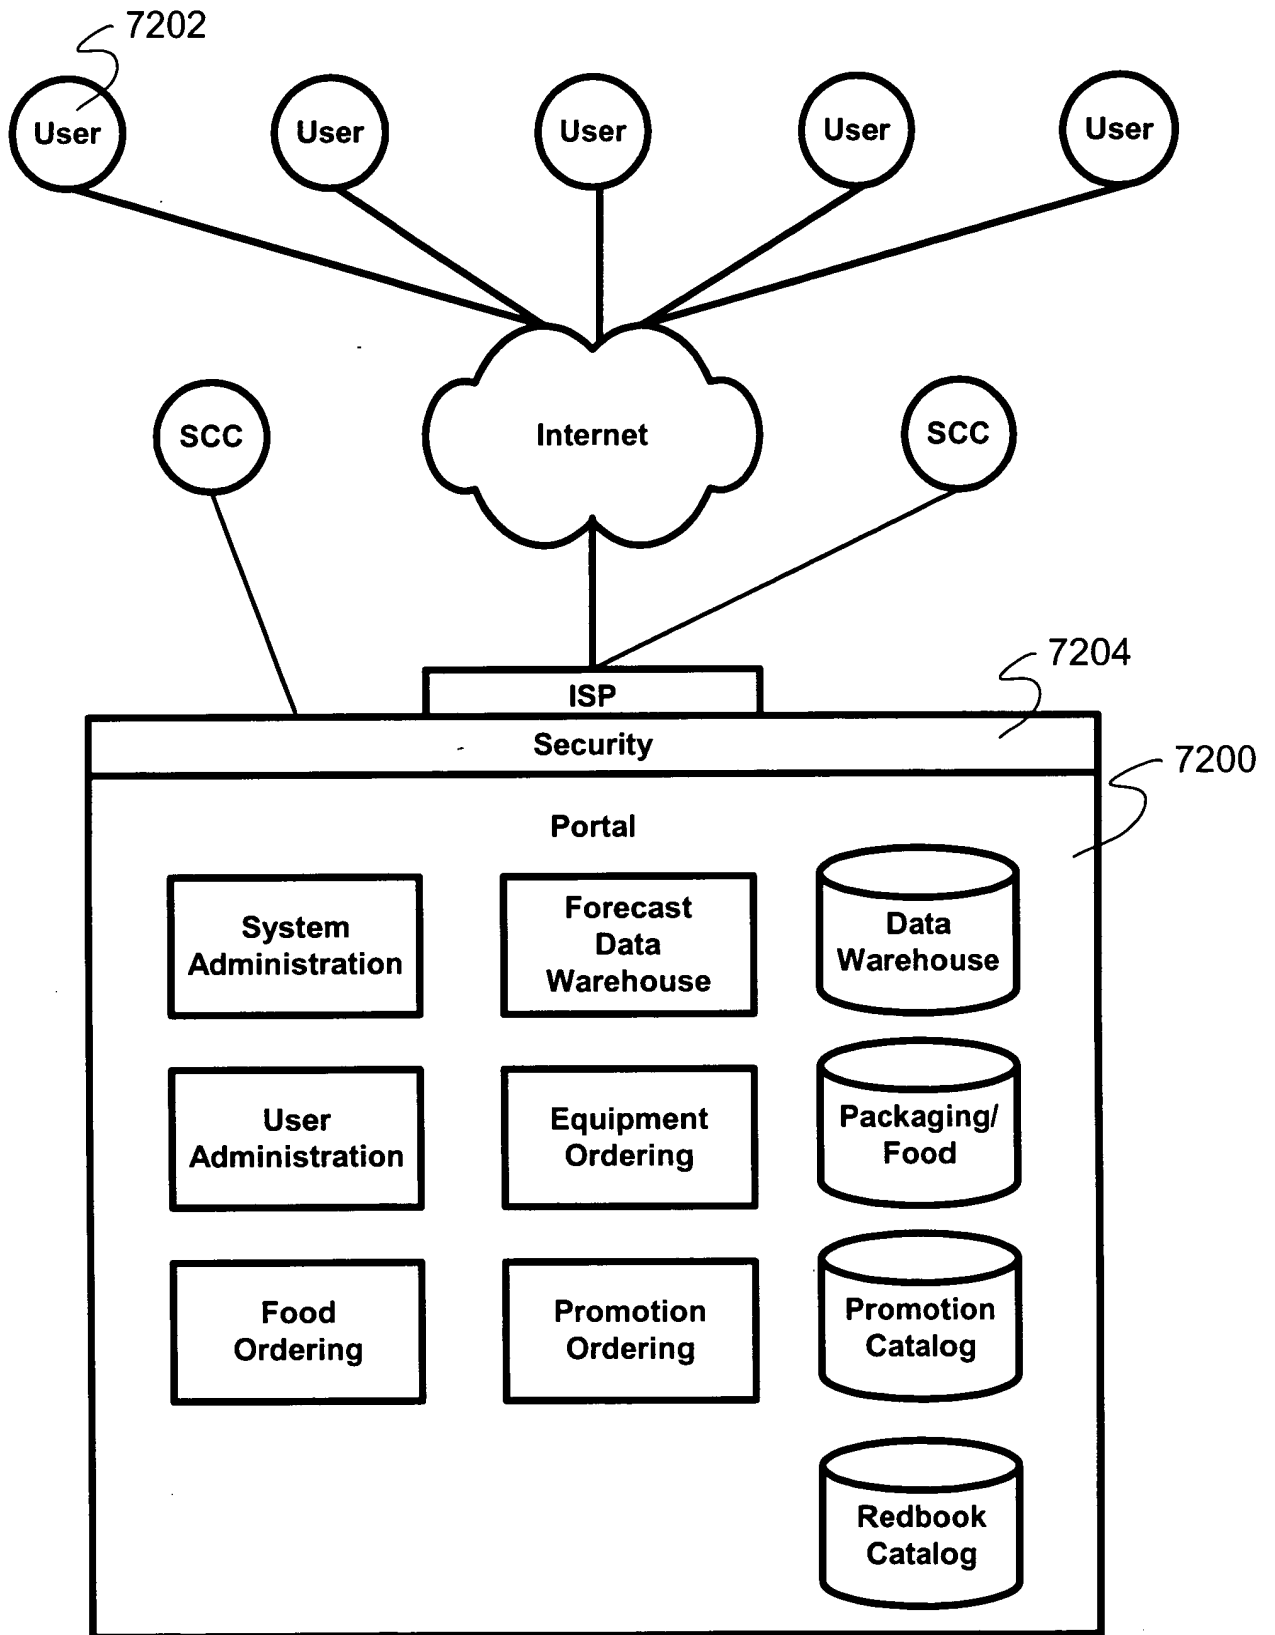 7202
User
User
User
User
User
SCC
Internet
SCC
7204
ISP
Security
7200
Portal
System
Administration
Forecast
Data
Warehouse
Data
Warehouse
User
Administration
Equipment
Ordering
Packaging/
Food
Food
Ordering
Promotion
Ordering
Promotion
Catalog
Redbook
Catalog